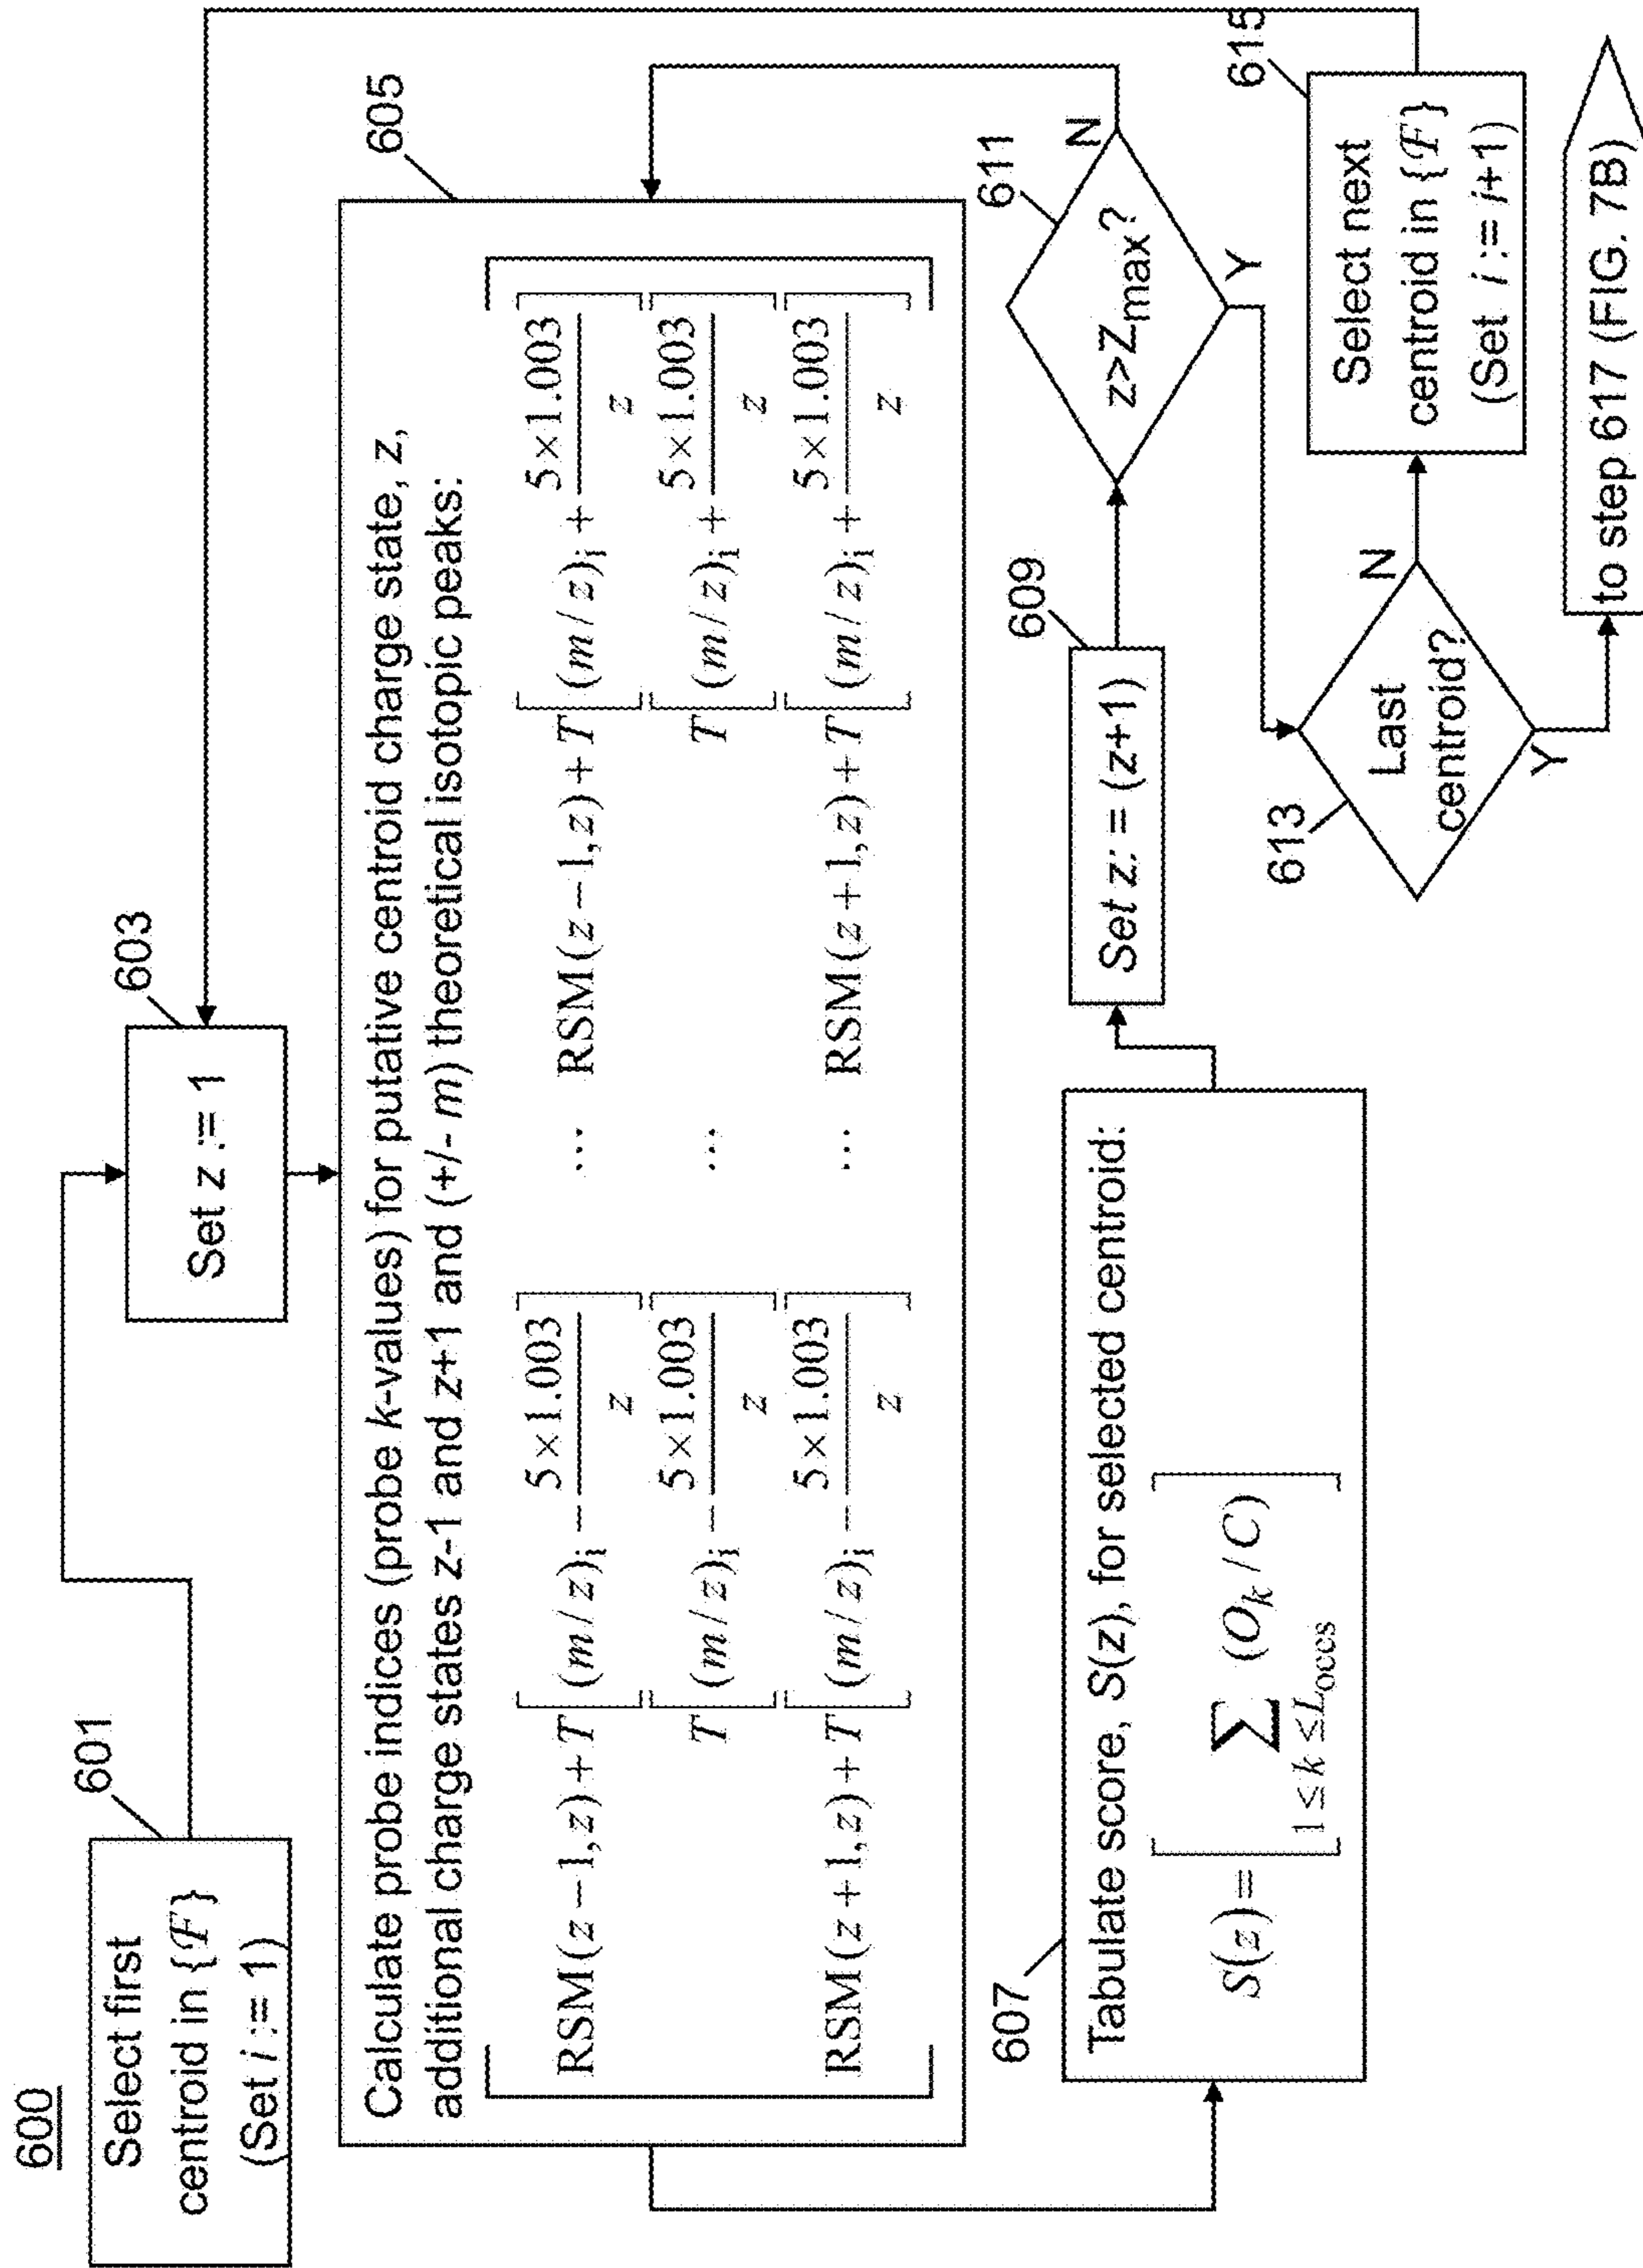 600
601
Select first
centroid in {F}
(Set i := 1)
603
Set z := 1
605
Calculate probe indices (probe k-values) for putative centroid charge state, z,
additional charge states z-1 and z+1 and (+/- m) theoretical isotopic peaks:
[ RSM(z−1,z)+T[(m/z)i − 5×1.003/z] ... RSM(z−1,z)+T[(m/z)i + 5×1.003/z] ]
T[(m/z)i − 5×1.003/z] ... T[(m/z)i + 5×1.003/z]
RSM(z+1,z)+T[(m/z)i − 5×1.003/z] ... RSM(z+1,z)+T[(m/z)i + 5×1.003/z]
607
Tabulate score, S(z), for selected centroid:
S(z) = [ ∑ (Ok / C) ]
1≤k≤Loccs
609
Set z: = (z+1)
611
z>Zmax?
N
Y
613
Last
centroid?
N
Y
615
Select next
centroid in {F}
(Set i := i+1)
to step 617 (FIG. 7B)